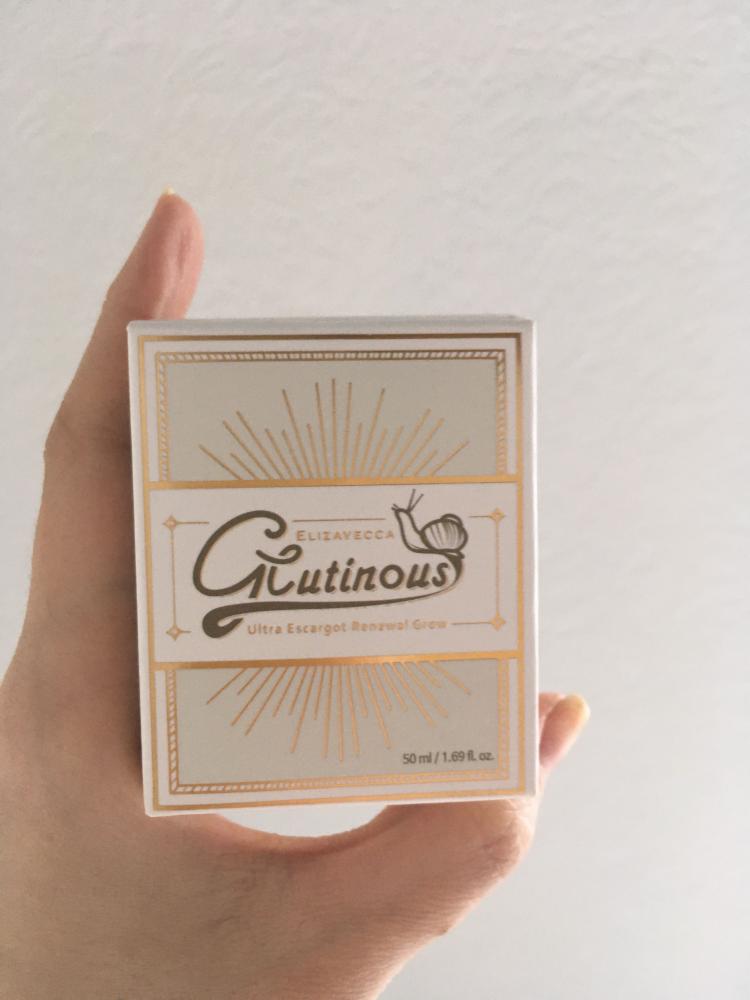 ELIZAVECCA
Glutinous
Ultra Escargot Renewal Grow
50 ml / 1.69 fl. oz.